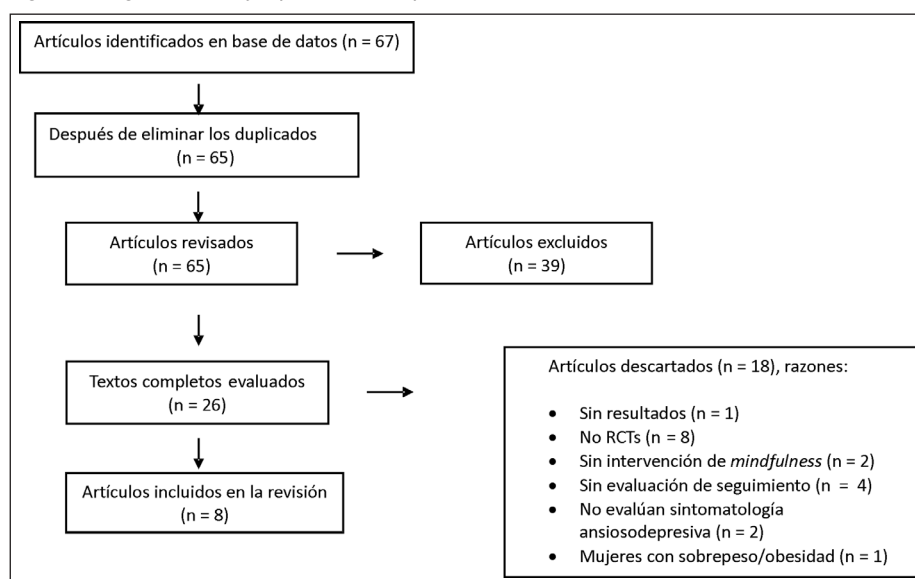 Artículos identificados en base de datos (n = 67)
Después de eliminar los duplicados
(n = 65)
Artículos revisados
(n = 65)
Artículos excluidos
(n = 39)
Textos completos evaluados
(n = 26)
Artículos descartados (n = 18), razones:
• Sin resultados (n = 1)
• No RCTs (n = 8)
• Sin intervención de mindfulness (n = 2)
• Sin evaluación de seguimiento (n = 4)
• No evalúan sintomatología
ansiosodepresiva (n = 2)
• Mujeres con sobrepeso/obesidad (n = 1)
Artículos incluidos en la revisión
(n = 8)